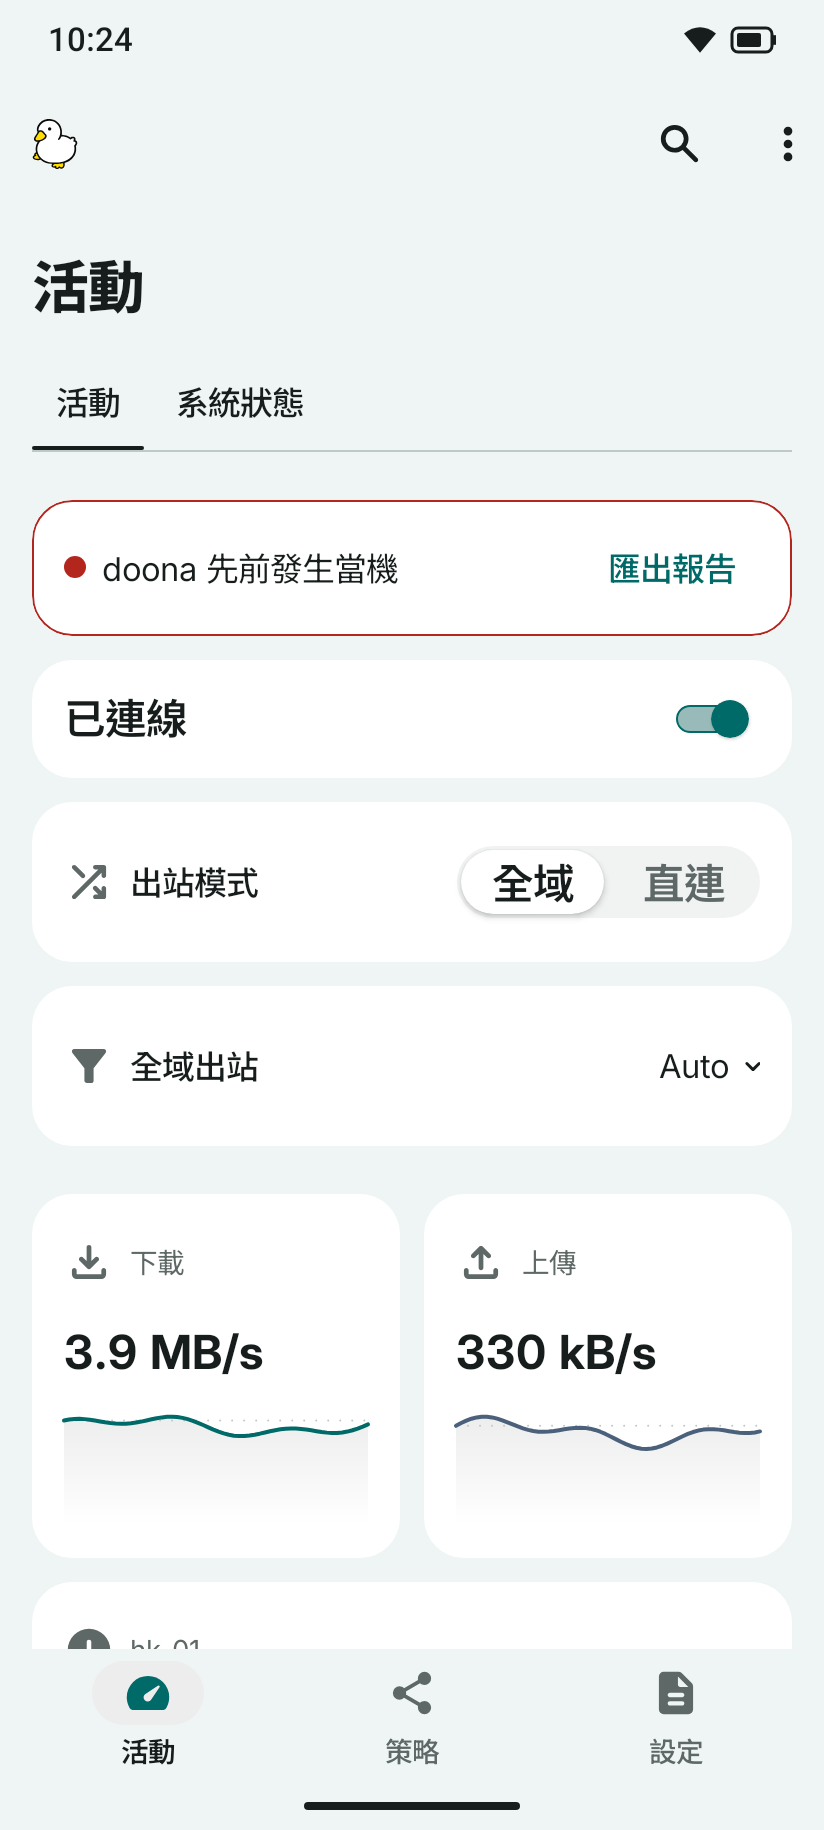 10:24
活動
活動 系統狀態
doona 先前發生當機 匯出報告
已連線
出站模式 全域 直連
全域出站 Auto
下載 上傳
3.9 MB/s 330 kB/s
活動 策略 設定